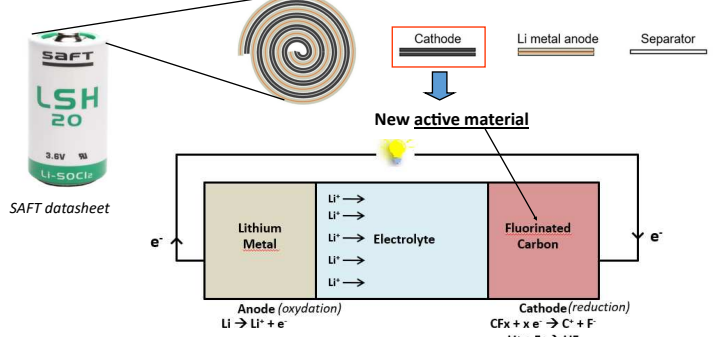 Cathode
Li metal anode
Separator
SAFT
LSH
20
3.6V
Li-SOCl₂
New active material
SAFT datasheet
Li⁺
Li⁺
Li⁺
Li⁺
Li⁺
Lithium
Metal
Electrolyte
Fluorinated
Carbon
e⁻
e⁻
Anode (oxydation)
Li → Li⁺ + e⁻
Cathode (reduction)
CFx + x e⁻ → C⁺ + F⁻